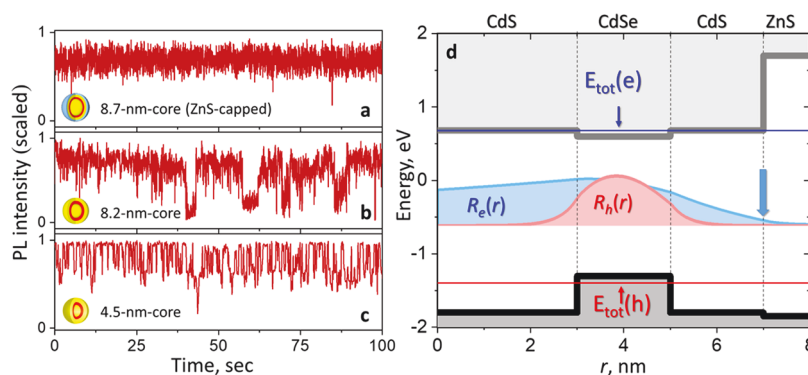 PL intensity (scaled)
1
0
8.7-nm-core (ZnS-capped)
a
1
0
8.2-nm-core
b
1
0
4.5-nm-core
c
0 25 50 75 100
Time, sec
CdS CdSe CdS ZnS
d
Energy, eV
2
1
0
-1
-2
E_tot(e)
R_e(r)
R_h(r)
E_tot(h)
0 2 4 6 8
r, nm